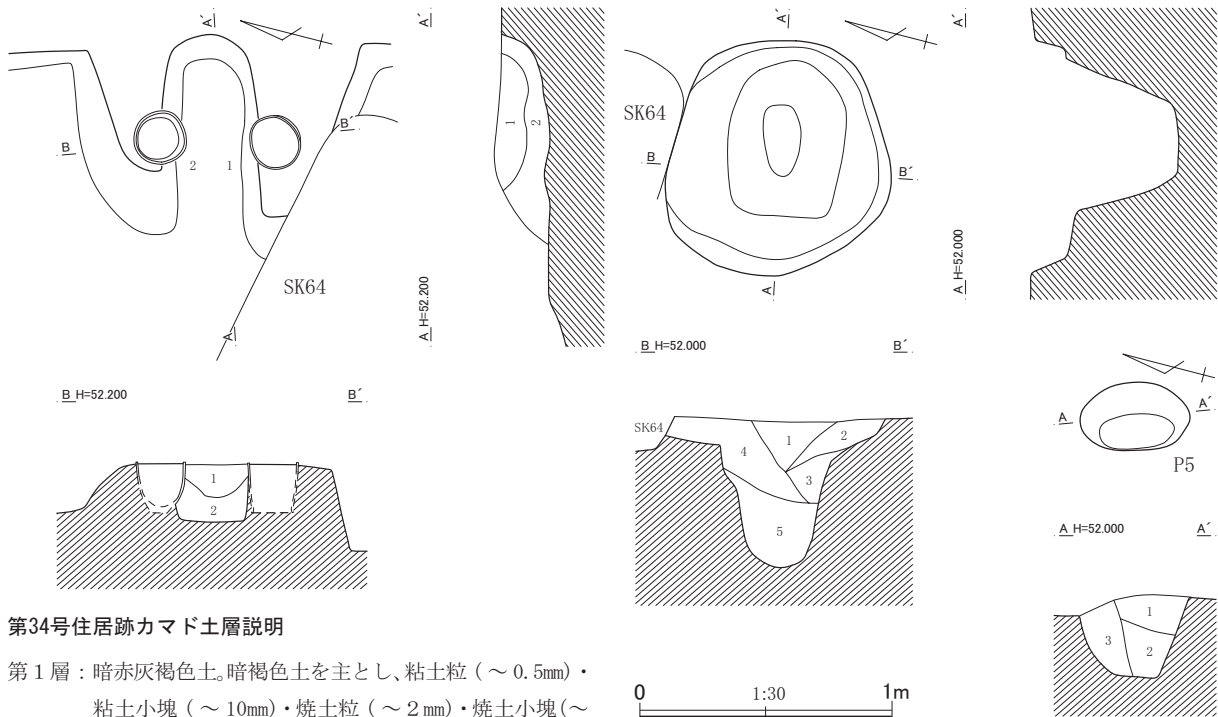 A´
A´
A´
SK64
B
B´
B
B´
2
1
1
2
SK64
A
A H=52.200
A
A H=52.000
B H=52.200
B´
B H=52.000
B´
SK64
1
2
4
3
5
1
2
A
A´
P5
A H=52.000
A´
1
3
2
第34号住居跡カマド土層説明
第１層：暗赤灰褐色土。暗褐色土を主とし、粘土粒（～ 0.5㎜）・
粘土小塊（～ 10㎜）・焼土粒（～２㎜）・焼土小塊（～
0 1:30 1m